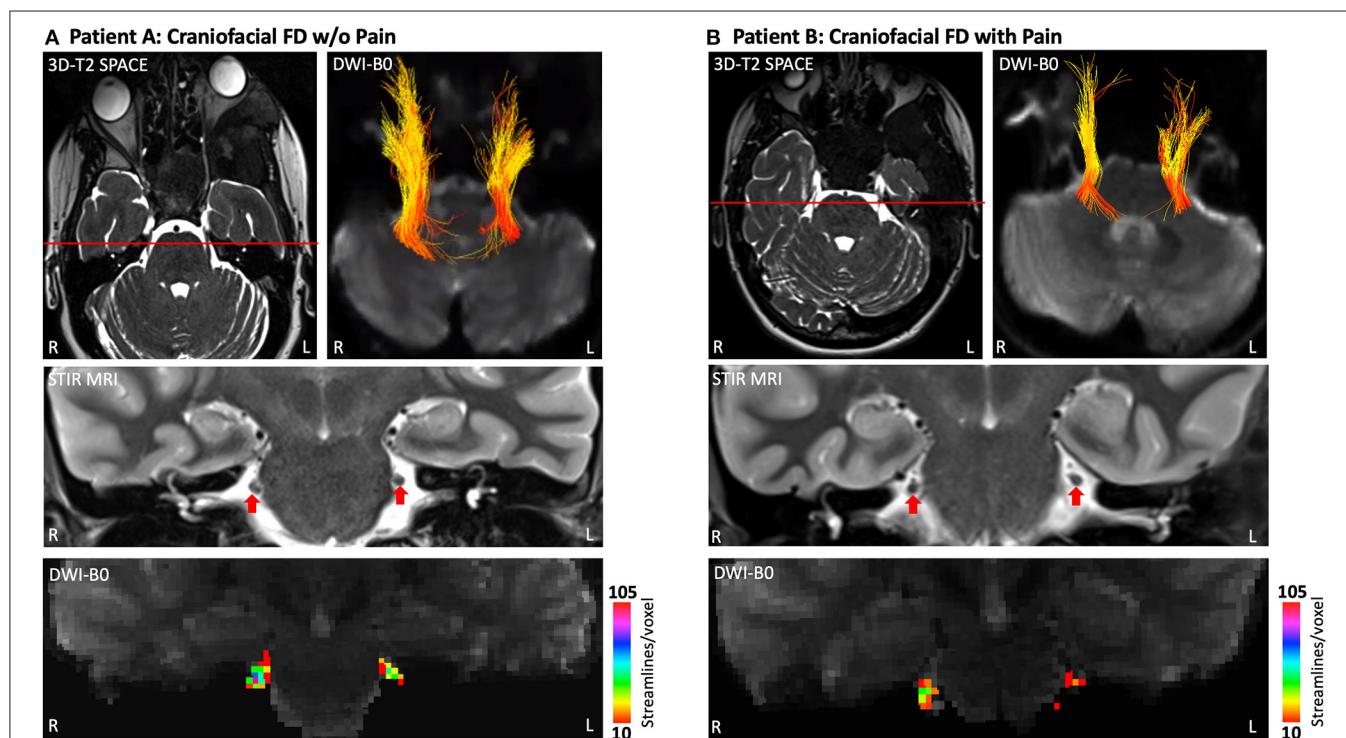 A Patient A: Craniofacial FD w/o Pain
3D-T2 SPACE
DWI-B0
R
L
R
L
STIR MRI
R
L
DWI-B0
R
L
105
Streamlines/voxel
10
B Patient B: Craniofacial FD with Pain
3D-T2 SPACE
DWI-B0
R
L
R
L
STIR MRI
R
L
DWI-B0
R
L
105
Streamlines/voxel
10